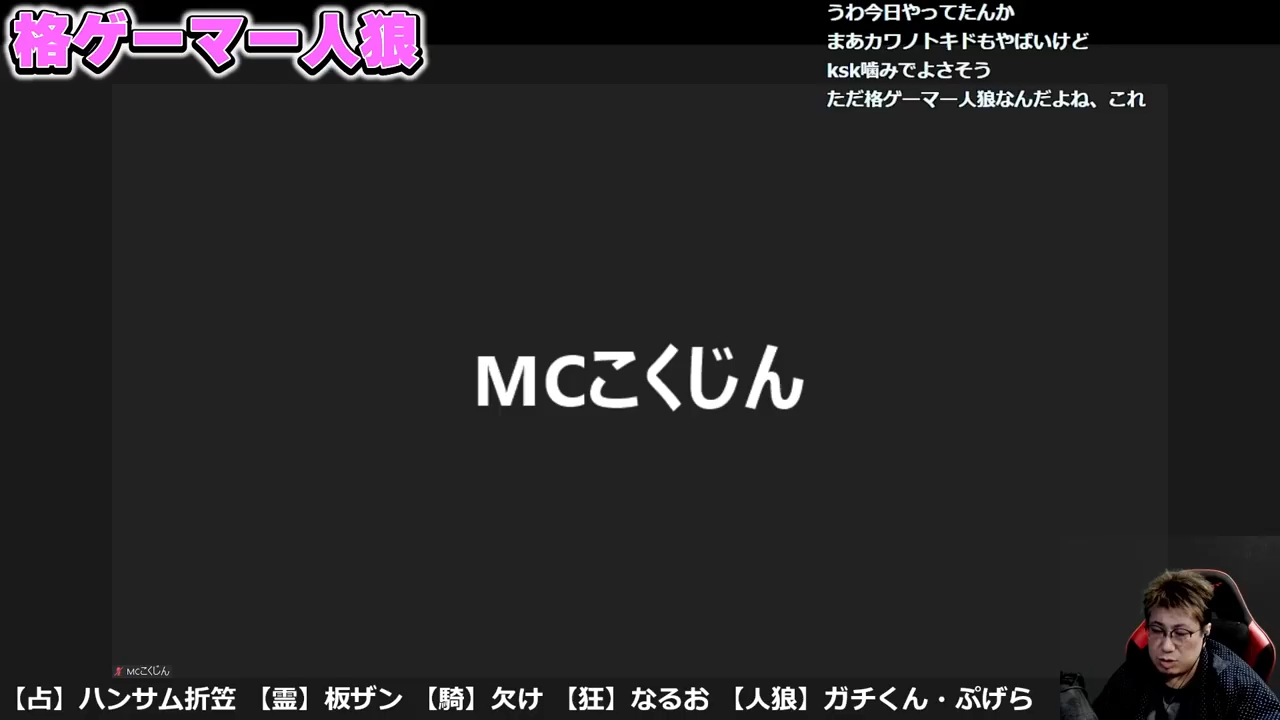 格ゲーマー人狼
うわ今日やってたんか
まあカワノトキドもやばいけど
ksk噛みでよさそう
ただ格ゲーマー人狼なんだよね、これ
MCこくじん
MCこくじん
【占】ハンサム折笠 【霊】板ザン 【騎】欠け 【狂】なるお 【人狼】ガチくん・ぷげら